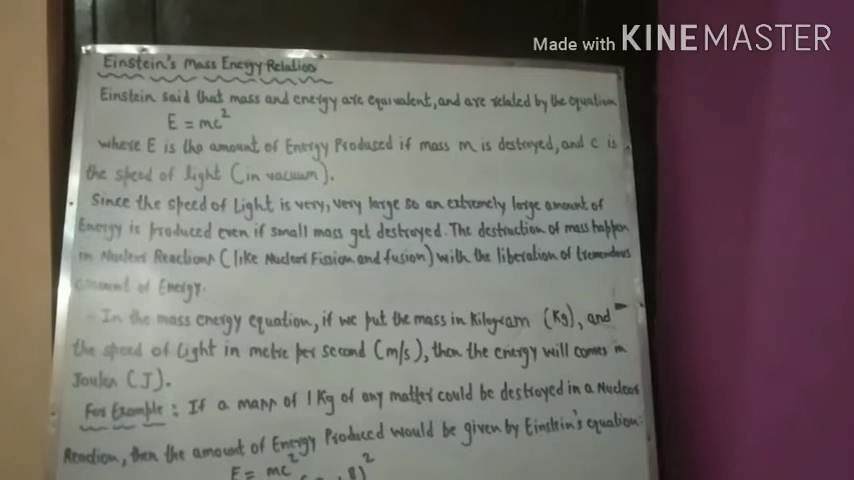 Made with KINEMASTER
Einstein's Mass Energy Relation
Einstein said that mass and energy are equivalent, and are related by the equation
E = mc²
where E is the amount of Energy Produced if mass m is destroyed, and c is
the speed of light (in vacuum).
Since the speed of Light is very, very large so an extremely large amount of
Energy is produced even if small mass get destroyed. The destruction of mass happen
in Nuclear Reactions (like Nuclear Fission and fusion) with the liberation of tremendous
amount of Energy.
In the mass energy equation, if we put the mass in Kilogram (Kg), and
the speed of Light in metre per second (m/s), then the energy will comes in
Joules (J).
For Example: If a mass of 1 Kg of any matter could be destroyed in a Nuclear
Reaction, then the amount of Energy Produced would be given by Einstein's equation:
E = mc²